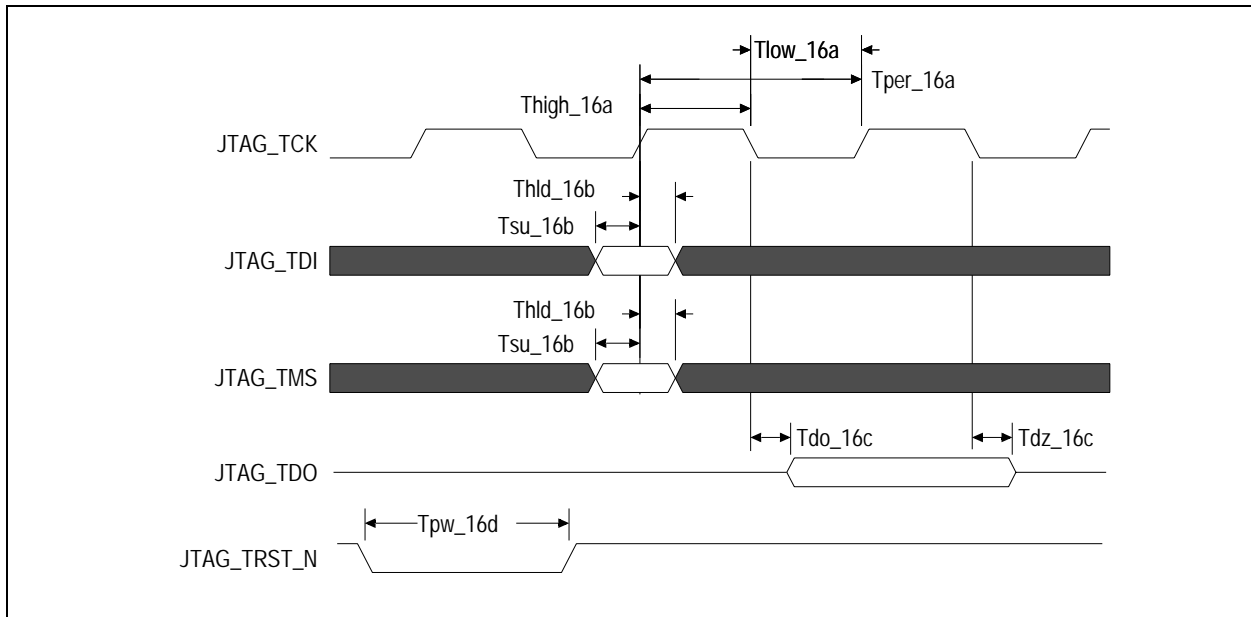 Tlow_16a
Tper_16a
Thigh_16a
JTAG_TCK
Thld_16b
Tsu_16b
JTAG_TDI
Thld_16b
Tsu_16b
JTAG_TMS
Tdo_16c
Tdz_16c
JTAG_TDO
Tpw_16d
JTAG_TRST_N